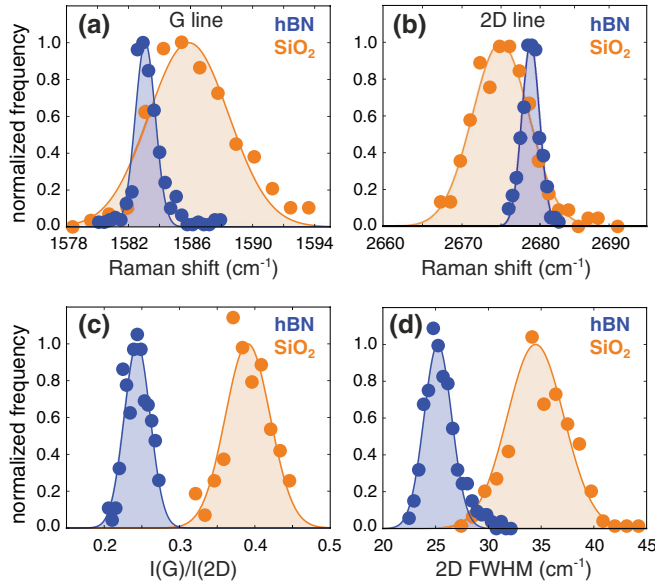 (a) G line hBN
SiO₂
normalized frequency
1.0
0.8
0.6
0.4
0.2
0.0
1578 1582 1586 1590 1594
Raman shift (cm⁻¹)
(b) 2D line hBN
SiO₂
1.0
0.8
0.6
0.4
0.2
0.0
2660 2670 2680 2690
Raman shift (cm⁻¹)
(c) hBN
SiO₂
normalized frequency
1.0
0.8
0.6
0.4
0.2
0.0
0.2 0.3 0.4 0.5
I(G)/I(2D)
(d) hBN
SiO₂
1.0
0.8
0.6
0.4
0.2
0.0
20 25 30 35 40 45
2D FWHM (cm⁻¹)